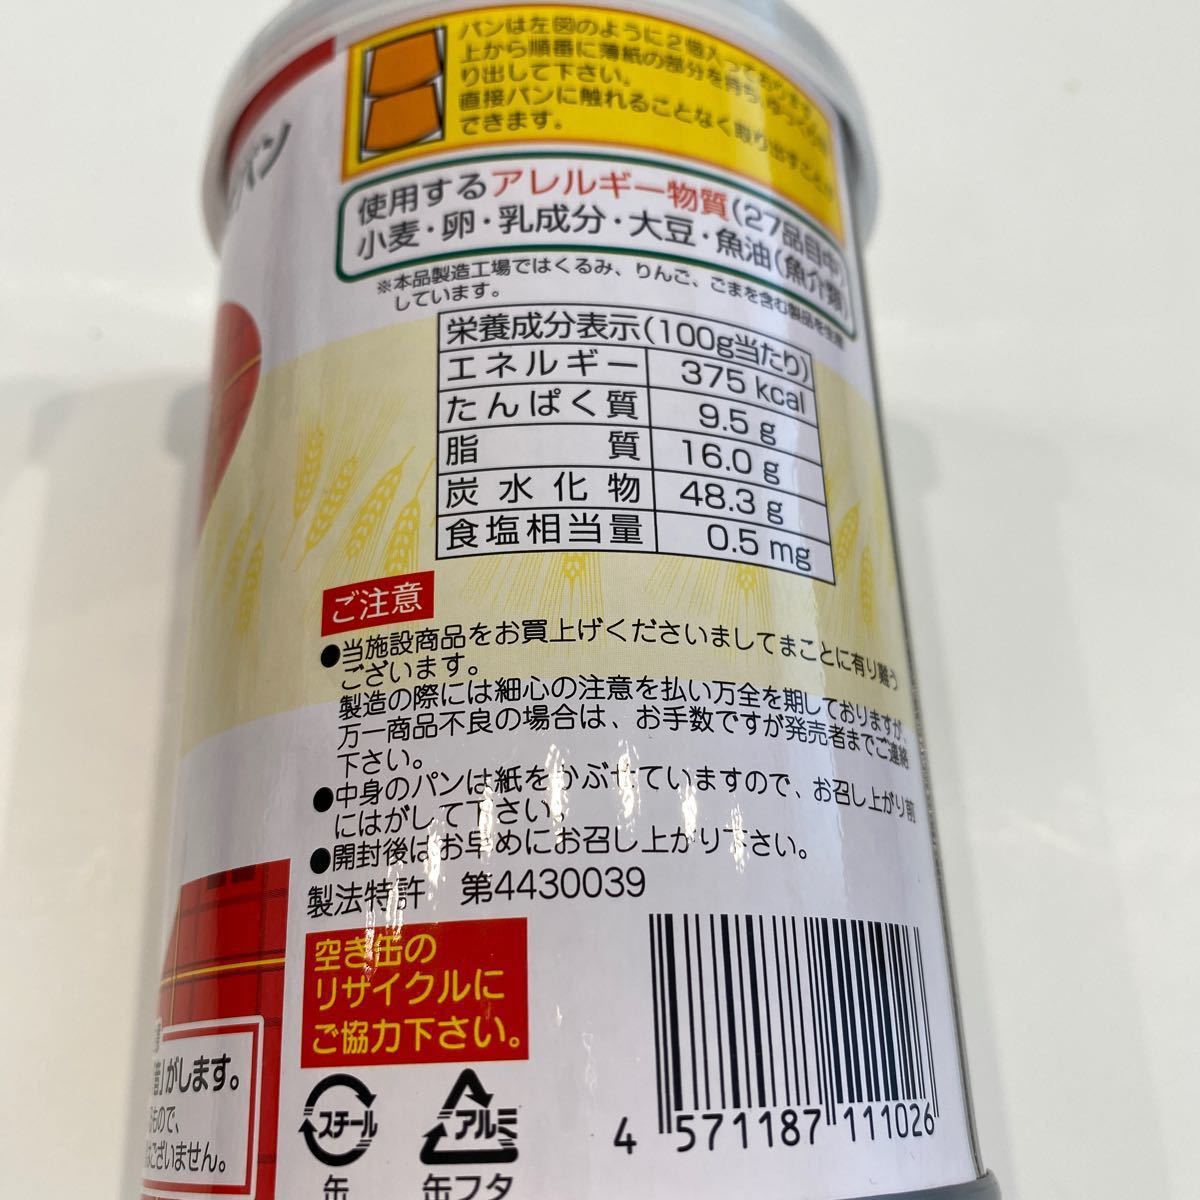 パン
パンは左図のように2個入っております。
上から順番に薄紙の部分を持ち
り出して下さい。
直接パンに触れることなく取り出すことが
できます。
使用するアレルギー物質(27品目中)
小麦・卵・乳成分・大豆・魚油(魚介類)
※本品製造工場ではくるみ、りんご、ごまを含む製品を生産
しています。
栄養成分表示(100g当たり)
エネルギー 375 kcal
たんぱく質 9.5 g
脂質 16.0 g
炭水化物 48.3 g
食塩相当量 0.5 mg
ご注意
●当施設商品をお買上げくださいましてまことに有り難う
ございます。
製造の際には細心の注意を払い万全を期しておりますが、
万一商品不良の場合は、お手数ですが発売者までご連絡
下さい。
●中身のパンは紙をかぶせていますので、お召し上がり前
にはがして下さい。
●開封後はお早めにお召し上がり下さい。
製法特許 第4430039
空き缶の
リサイクルに
ご協力下さい。
がします。
もので、
はございません。
スチール
缶
アルミ
缶フタ
4 571187 111026